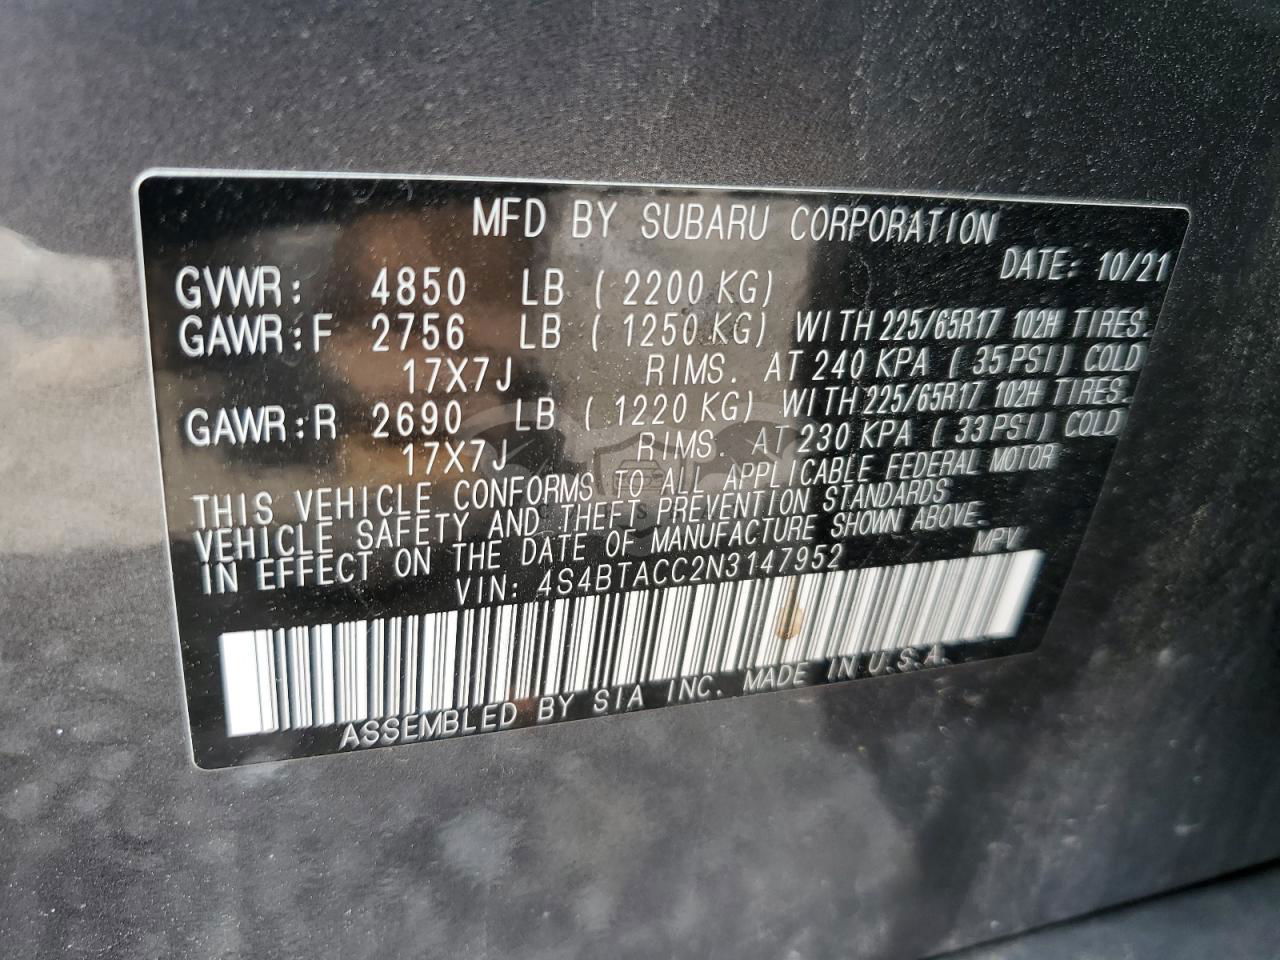 MFD BY SUBARU CORPORATION
DATE: 10/21
GVWR: 4850 LB ( 2200 KG)
GAWR:F 2756 LB ( 1250 KG) WITH 225/65R17 102H TIRES.
17X7J RIMS. AT 240 KPA ( 35PSI) COLD
GAWR:R 2690 LB ( 1220 KG) WITH 225/65R17 102H TIRES.
17X7J RIMS. AT 230 KPA ( 33PSI) COLD
THIS VEHICLE CONFORMS TO ALL APPLICABLE FEDERAL MOTOR
VEHICLE SAFETY AND THEFT PREVENTION STANDARDS
IN EFFECT ON THE DATE OF MANUFACTURE SHOWN ABOVE.
VIN: 4S4BTACC2N3147952 MPV
ASSEMBLED BY SIA INC. MADE IN U.S.A.